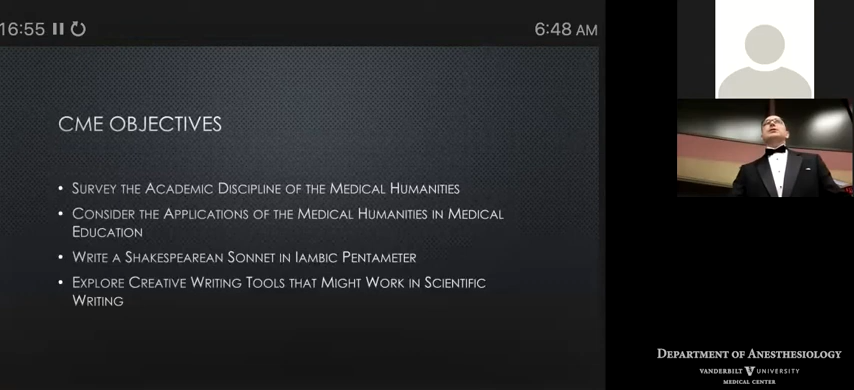 16:55
6:48 AM
CME OBJECTIVES
• SURVEY THE ACADEMIC DISCIPLINE OF THE MEDICAL HUMANITIES
• CONSIDER THE APPLICATIONS OF THE MEDICAL HUMANITIES IN MEDICAL
EDUCATION
• WRITE A SHAKESPEAREAN SONNET IN IAMBIC PENTAMETER
• EXPLORE CREATIVE WRITING TOOLS THAT MIGHT WORK IN SCIENTIFIC
WRITING
DEPARTMENT OF ANESTHESIOLOGY
VANDERBILT V UNIVERSITY
MEDICAL CENTER